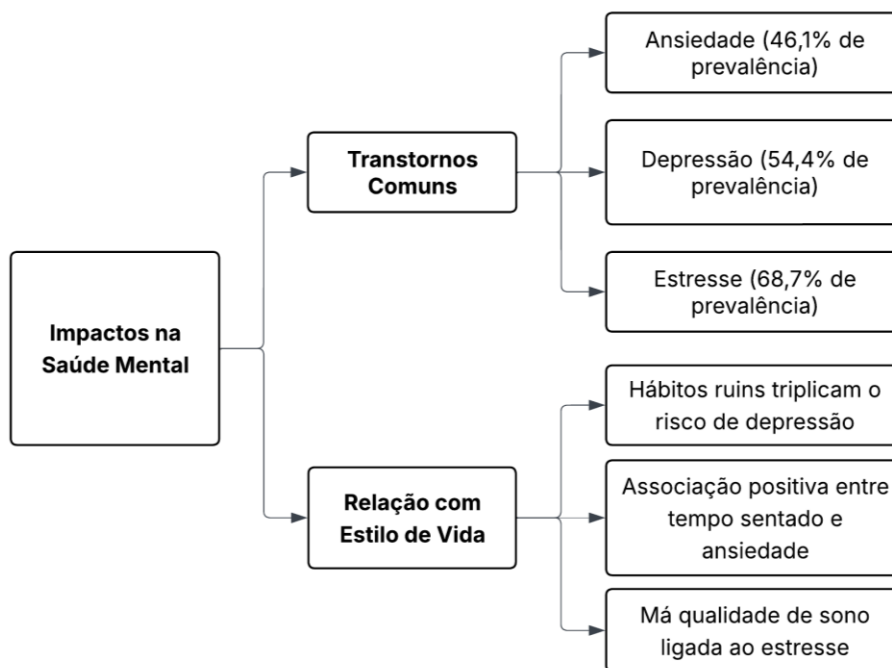 Impactos na
Saúde Mental
Transtornos
Comuns
Ansiedade (46,1% de
prevalência)
Depressão (54,4% de
prevalência)
Estresse (68,7% de
prevalência)
Relação com
Estilo de Vida
Hábitos ruins triplicam o
risco de depressão
Associação positiva entre
tempo sentado e
ansiedade
Má qualidade de sono
ligada ao estresse